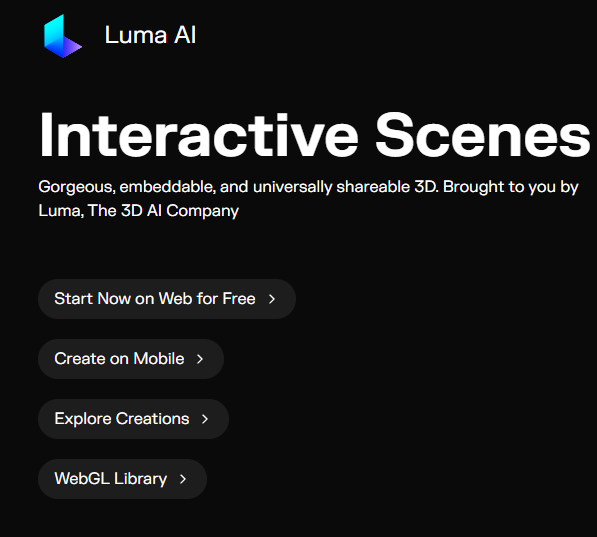 Luma AI
Interactive Scenes
Gorgeous, embeddable, and universally shareable 3D. Brought to you by
Luma, The 3D AI Company
Start Now on Web for Free
Create on Mobile
Explore Creations
WebGL Library